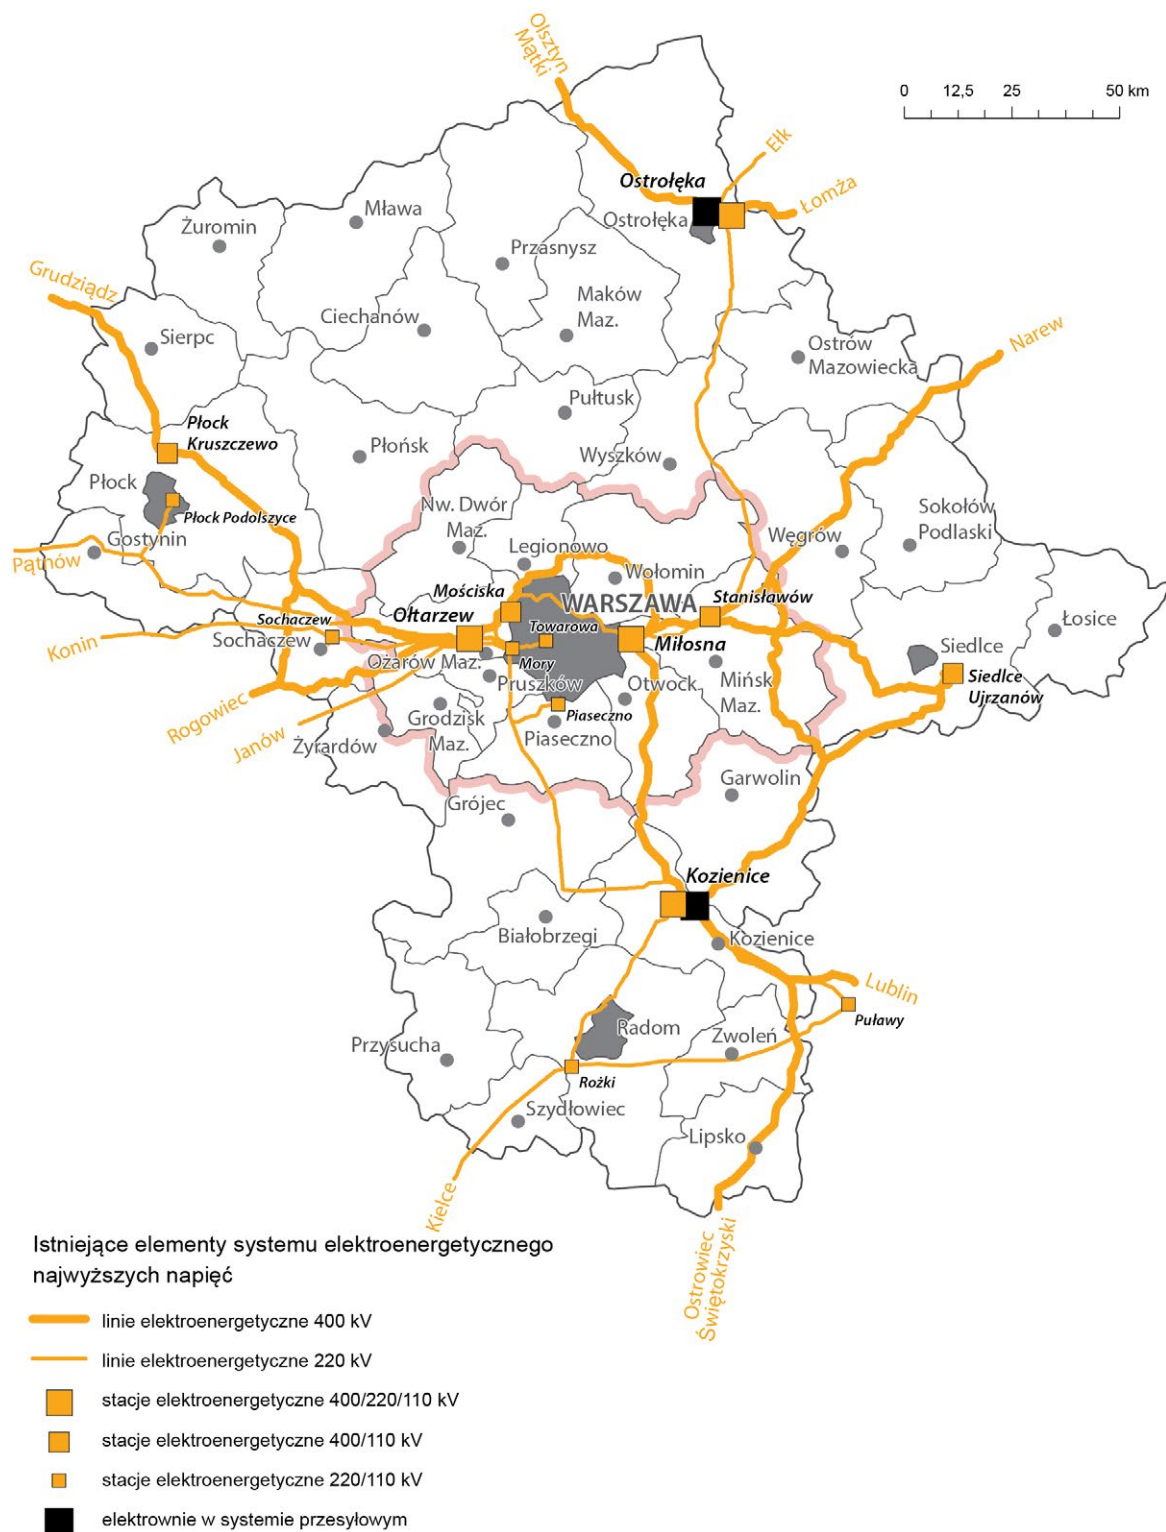 Olsztyn
Mątki
0 12,5 25 50 km
Ełk
Ostrołęka
Łomża
Ostrołęka
Mława
Żuromin
Przasnysz
Grudziądz
Maków
Maz.
Ciechanów
Sierpc
Narew
Ostrów
Mazowiecka
Pułtusk
Płock
Kruszczewo
Płońsk
Wyszków
Płock
Nw. Dwór
Maz.
Sokołów
Podlaski
Płock Podolszyce
Gostynin
Węgrów
Legionowo
Pątnów
Wołomin
Mościska
Stanisławów
WARSZAWA
Ołtarzew
Sochaczew
Towarowa
Łosice
Konin
Sochaczew
Miłosna
Siedlce
Ożarów Maz.
Mory
Pruszków
Otwock
Mińsk
Maz.
Siedlce
Ujrzanów
Rogowiec
Grodzisk
Maz.
Piaseczno
Janów
Żyrardów
Piaseczno
Garwolin
Grójec
Kozienice
Białobrzegi
Kozienice
Lublin
Puławy
Radom
Zwoleń
Przysucha
Rożki
Szydłowiec
Lipsko
Kielce
Ostrowiec
Świętokrzyski
Istniejące elementy systemu elektroenergetycznego
najwyższych napięć
linie elektroenergetyczne 400 kV
linie elektroenergetyczne 220 kV
stacje elektroenergetyczne 400/220/110 kV
stacje elektroenergetyczne 400/110 kV
stacje elektroenergetyczne 220/110 kV
elektrownie w systemie przesyłowym